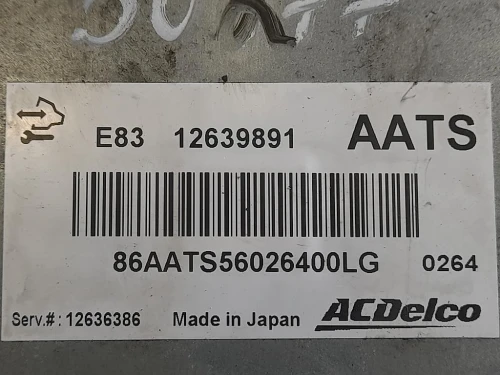 E83 12639891 AATS
86AATS56026400LG 0264
Serv.#: 12636386 Made in Japan ACDelco